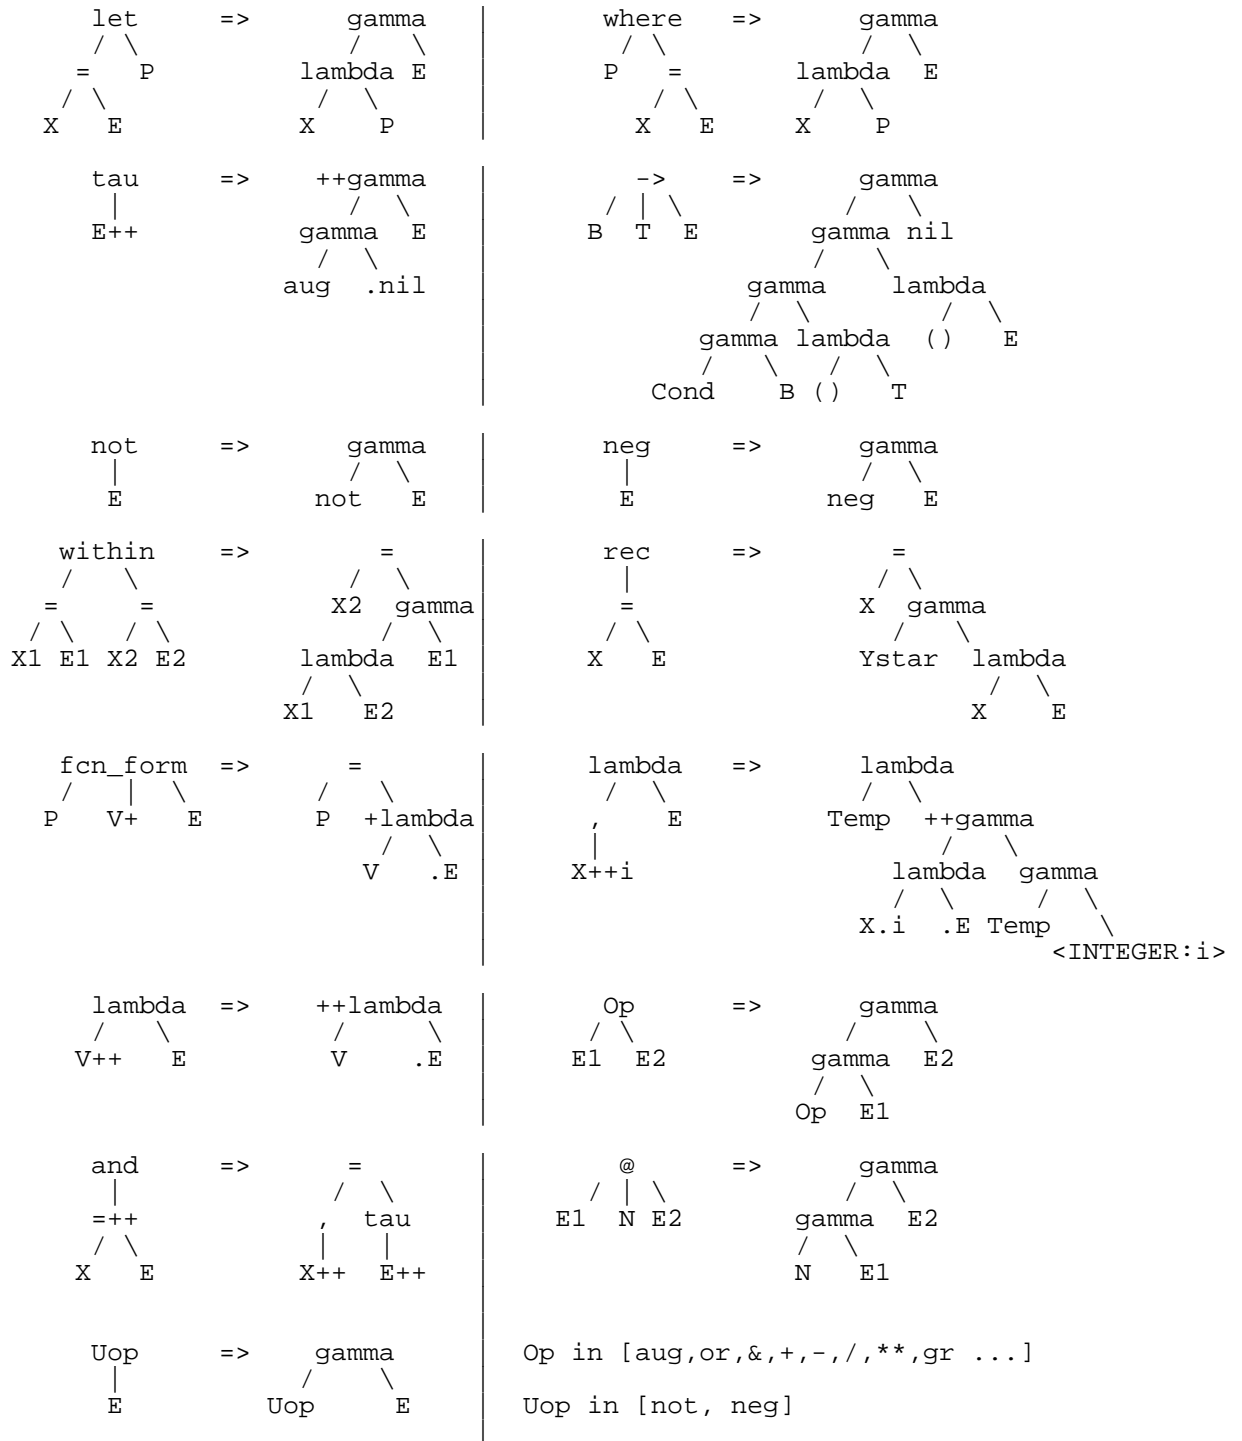 let => gamma | where => gamma
/ \ / \ | / \ / \
= P lambda E | P = lambda E
/ \ / \ | / \ / \
X E X P | X E X P
tau => ++gamma | -> => gamma
| / \ | / | \ / \
E++ gamma E | B T E gamma nil
/ \ | / \
aug .nil | gamma lambda
| / \ / \
| gamma lambda () E
| / \ / \
| Cond B () T
not => gamma | neg => gamma
| / \ | | / \
E not E | E neg E
within => = | rec => =
/ \ / \ | | / \
= = X2 gamma | = X gamma
/ \ / \ / \ | / \ / \
X1 E1 X2 E2 lambda E1 | X E Ystar lambda
/ \ | / \
X1 E2 | X E
fcn_form => = | lambda => lambda
/ | \ / \ | / \ / \
P V+ E P +lambda | , E Temp ++gamma
/ \ | | / \
V .E | X++i lambda gamma
| / \ / \
| X.i .E Temp \
| <INTEGER:i>
lambda => ++lambda | Op => gamma
/ \ / \ | / \ / \
V++ E V .E | E1 E2 gamma E2
| / \
| Op E1
and => = | @ => gamma
| / \ | / | \ / \
=++ , tau | E1 N E2 gamma E2
/ \ | | | / \
X E X++ E++ | N E1
Uop => gamma | Op in [aug,or,&,+,-,/,**,gr ...]
| / \ |
E Uop E | Uop in [not, neg]